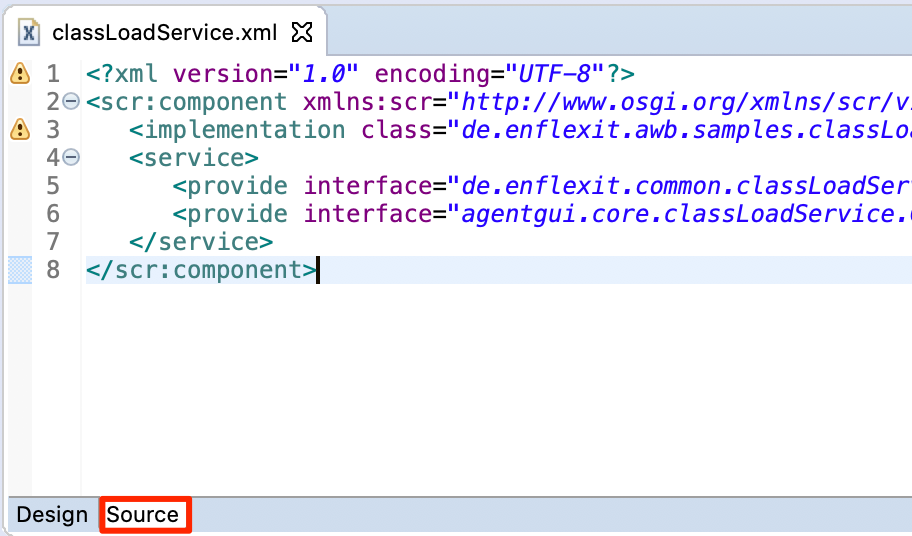 classLoadService.xml
1 <?xml version="1.0" encoding="UTF-8"?>
2 <scr:component xmlns:scr="http://www.osgi.org/xmlns/scr/v
3 <implementation class="de.enflexit.awb.samples.classLo
4 <service>
5 <provide interface="de.enflexit.common.classLoadSer
6 <provide interface="agentgui.core.classLoadService.
7 </service>
8 </scr:component>
Design Source